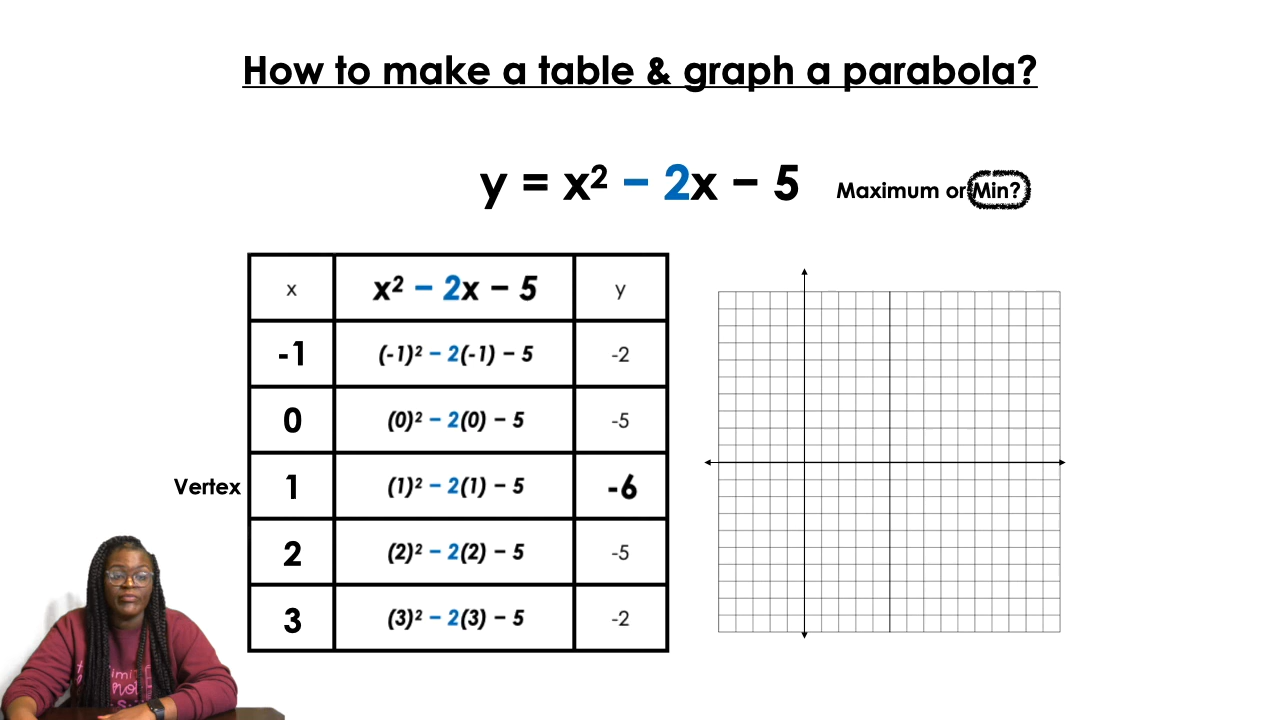 How to make a table & graph a parabola?
y = x² − 2x − 5
Maximum or Min?
x x² − 2x − 5 y
-1 (-1)² − 2(-1) − 5 -2
0 (0)² − 2(0) − 5 -5
Vertex 1 (1)² − 2(1) − 5 -6
2 (2)² − 2(2) − 5 -5
3 (3)² − 2(3) − 5 -2